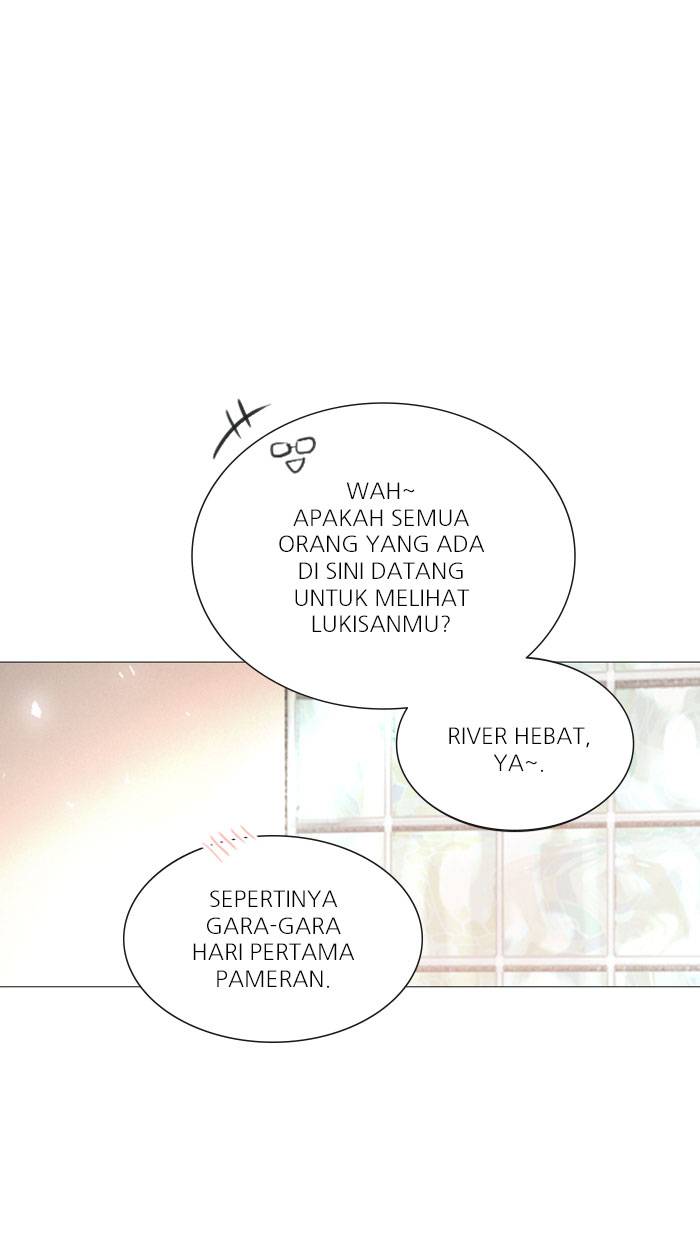 WAH~
APAKAH SEMUA
ORANG YANG ADA
DI SINI DATANG
UNTUK MELIHAT
LUKISANMU?
RIVER HEBAT,
YA~.
SEPERTINYA
GARA-GARA
HARI PERTAMA
PAMERAN.